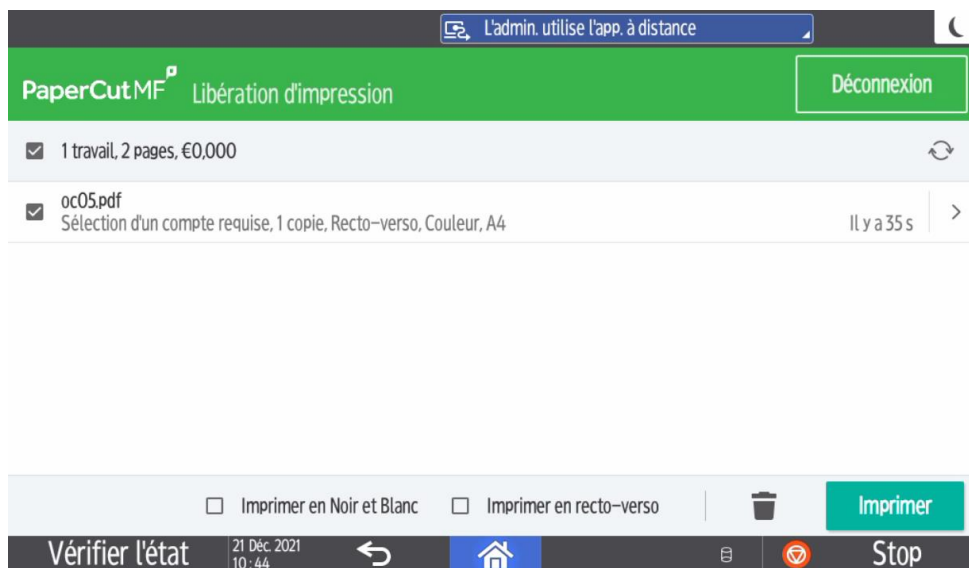 L'admin. utilise l'app. à distance
PaperCut MF Libération d'impression
Déconnexion
1 travail, 2 pages, €0,000
oc05.pdf
Sélection d'un compte requise, 1 copie, Recto-verso, Couleur, A4
Il y a 35 s
Imprimer en Noir et Blanc
Imprimer en recto-verso
Imprimer
Vérifier l'état
21 Déc. 2021
10:44
Stop